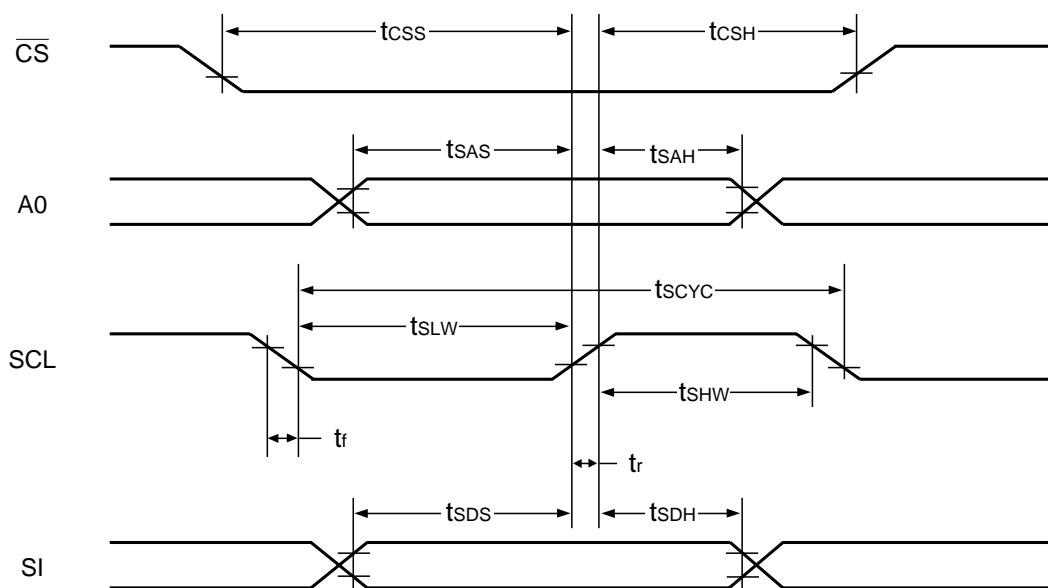 tCSS
tCSH
CS
tSAS
tSAH
A0
tSCYC
tSLW
SCL
tSHW
tf
tr
tSDS
tSDH
SI